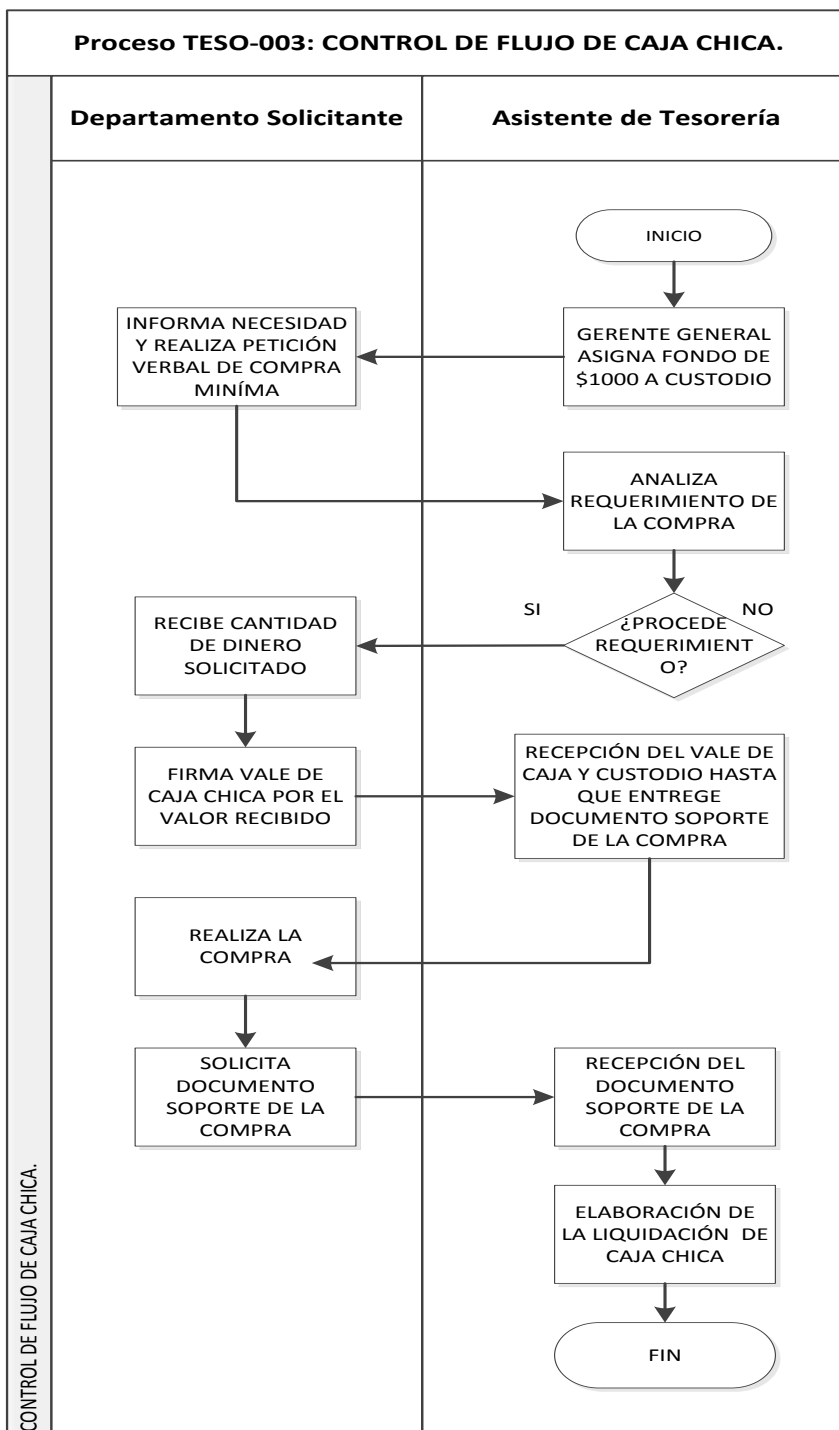 Proceso TESO-003: CONTROL DE FLUJO DE CAJA CHICA.
Departamento Solicitante
Asistente de Tesorería
INICIO
GERENTE GENERAL
ASIGNA FONDO DE
$1000 A CUSTODIO
INFORMA NECESIDAD
Y REALIZA PETICIÓN
VERBAL DE COMPRA
MINÍMA
ANALIZA
REQUERIMIENTO DE
LA COMPRA
¿PROCEDE
REQUERIMIENT
O?
SI
NO
RECIBE CANTIDAD
DE DINERO
SOLICITADO
FIRMA VALE DE
CAJA CHICA POR EL
VALOR RECIBIDO
RECEPCIÓN DEL VALE DE
CAJA Y CUSTODIO HASTA
QUE ENTREGE
DOCUMENTO SOPORTE
DE LA COMPRA
REALIZA LA
COMPRA
SOLICITA
DOCUMENTO
SOPORTE DE LA
COMPRA
RECEPCIÓN DEL
DOCUMENTO
SOPORTE DE LA
COMPRA
ELABORACIÓN DE
LA LIQUIDACIÓN DE
CAJA CHICA
FIN
CONTROL DE FLUJO DE CAJA CHICA.